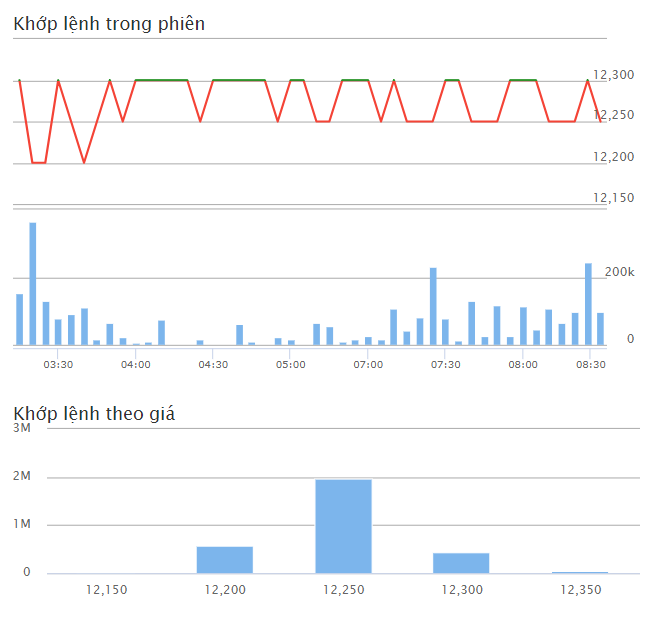 Khớp lệnh trong phiên
12,300
12,250
12,200
12,150
200k
0
03:30 04:00 04:30 05:00 07:00 07:30 08:00 08:30
Khớp lệnh theo giá
3M
2M
1M
0
12,150 12,200 12,250 12,300 12,350